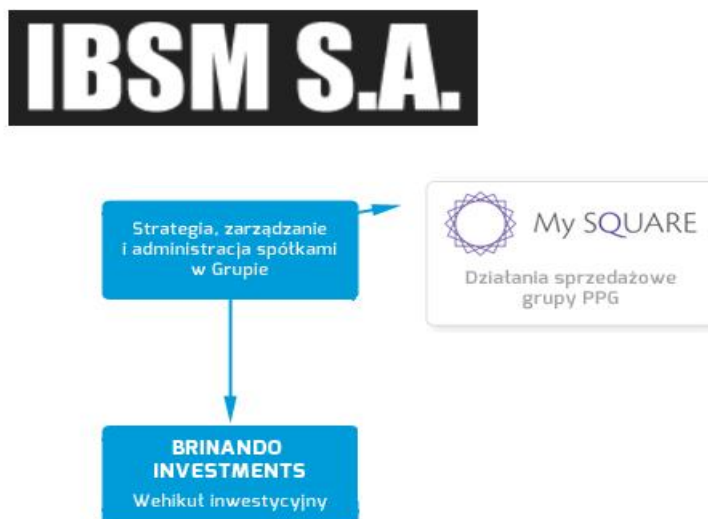 IBSM S.A.
Strategia, zarządzanie
i administracja spółkami
w Grupie
My SQUARE
Działania sprzedażowe
grupy PPG
BRINANDO
INVESTMENTS
Wehikuł inwestycyjny